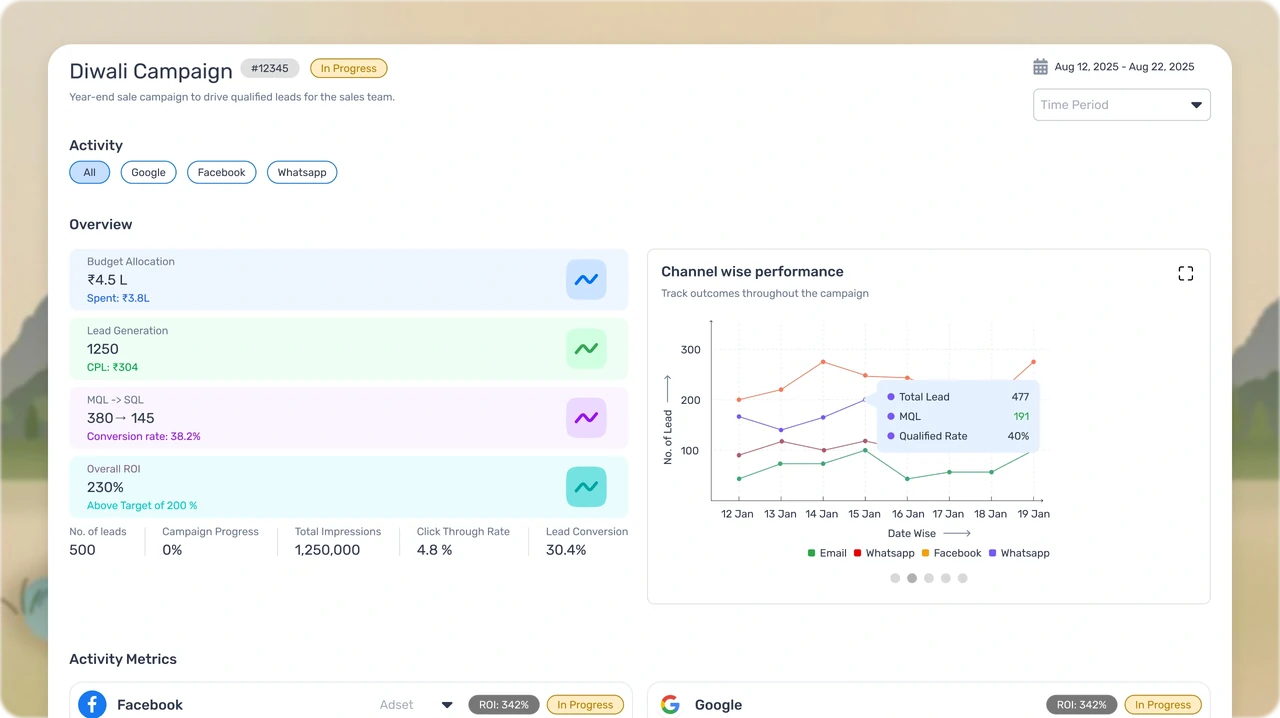 Diwali Campaign #12345 In Progress
Aug 12, 2025 - Aug 22, 2025
Year-end sale campaign to drive qualified leads for the sales team.
Time Period
Activity
All Google Facebook Whatsapp
Overview
Budget Allocation
₹4.5 L
Spent: ₹3.8L
Lead Generation
1250
CPL: ₹304
MQL -> SQL
380→ 145
Conversion rate: 38.2%
Overall ROI
230%
Above Target of 200 %
No. of leads Campaign Progress Total Impressions Click Through Rate Lead Conversion
500 0% 1,250,000 4.8 % 30.4%
Channel wise performance
Track outcomes throughout the campaign
300
200
100
No. of Lead
Total Lead 477
MQL 191
Qualified Rate 40%
12 Jan 13 Jan 14 Jan 15 Jan 16 Jan 17 Jan 18 Jan 19 Jan
Date Wise
Email Whatsapp Facebook Whatsapp
Activity Metrics
Facebook Adset ROI: 342% In Progress
Google ROI: 342% In Progress